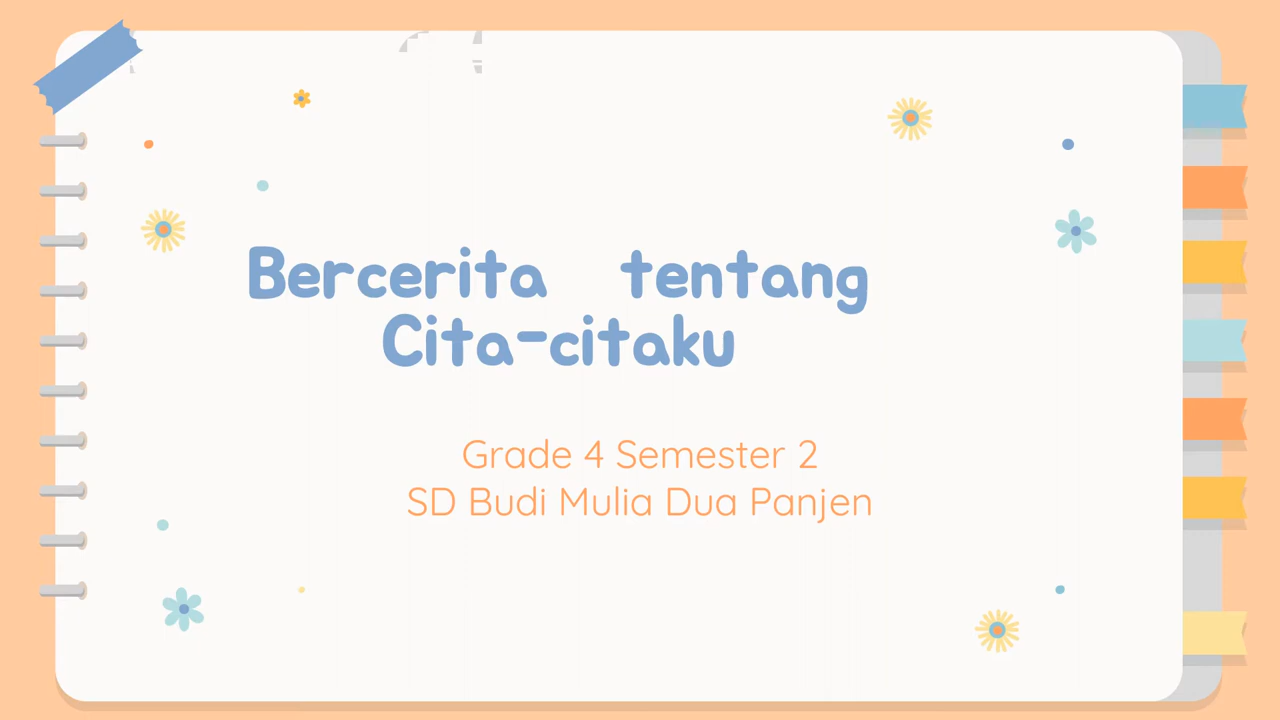 Bercerita tentang
Cita-citaku
Grade 4 Semester 2
SD Budi Mulia Dua Panjen